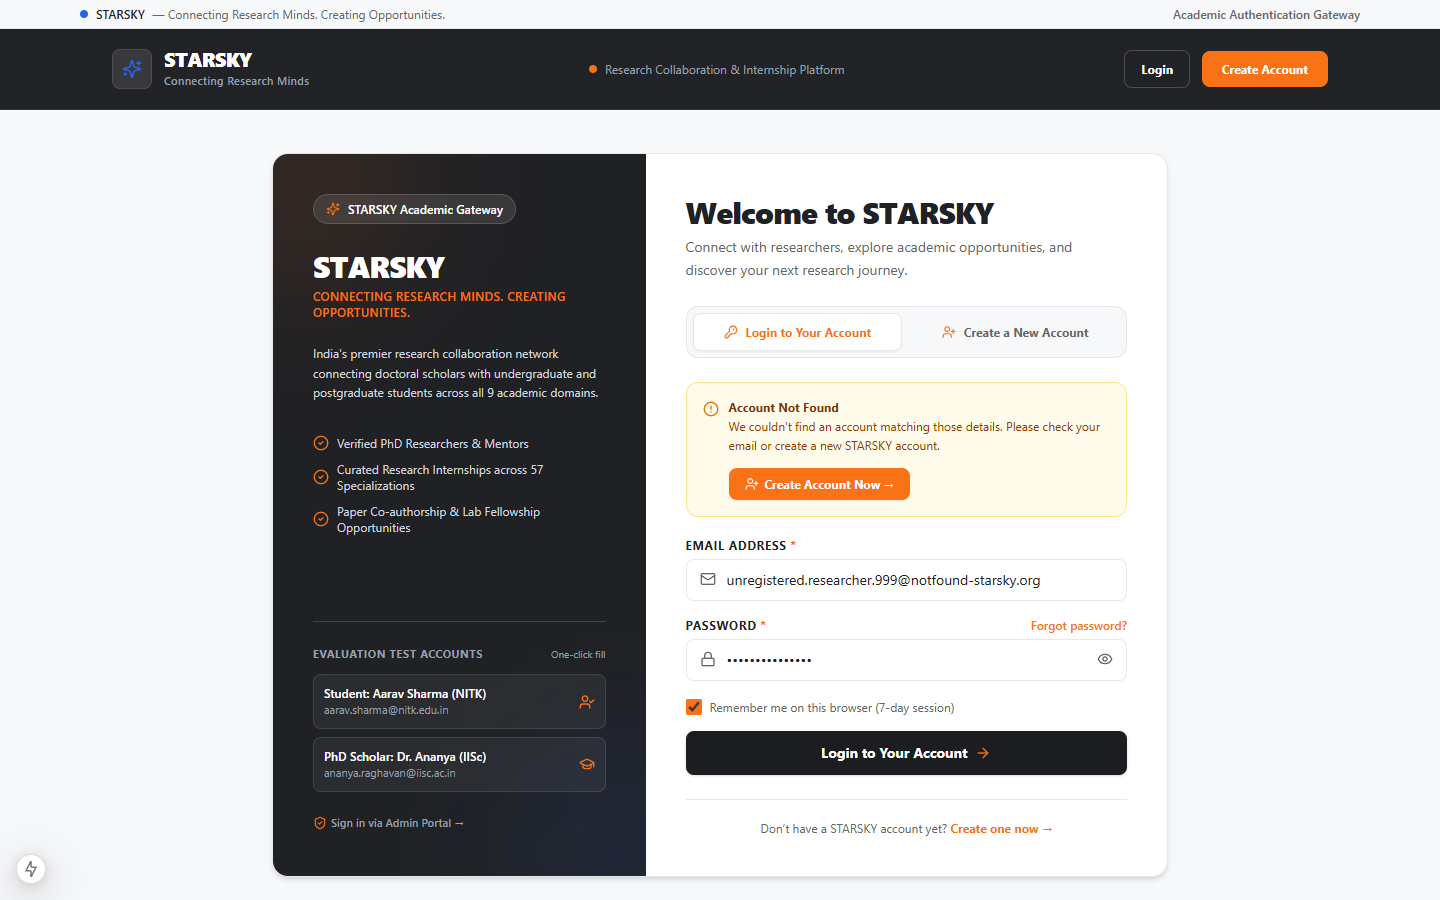 STARSKY — Connecting Research Minds. Creating Opportunities.
Academic Authentication Gateway
STARSKY
Connecting Research Minds
Research Collaboration & Internship Platform
Login
Create Account
STARSKY Academic Gateway
STARSKY
CONNECTING RESEARCH MINDS. CREATING
OPPORTUNITIES.
India's premier research collaboration network
connecting doctoral scholars with undergraduate and
postgraduate students across all 9 academic domains.
Verified PhD Researchers & Mentors
Curated Research Internships across 57
Specializations
Paper Co-authorship & Lab Fellowship
Opportunities
EVALUATION TEST ACCOUNTS
One-click fill
Student: Aarav Sharma (NITK)
aarav.sharma@nitk.edu.in
PhD Scholar: Dr. Ananya (IISc)
ananya.raghavan@iisc.ac.in
Sign in via Admin Portal →
Welcome to STARSKY
Connect with researchers, explore academic opportunities, and
discover your next research journey.
Login to Your Account
Create a New Account
Account Not Found
We couldn't find an account matching those details. Please check your
email or create a new STARSKY account.
Create Account Now →
EMAIL ADDRESS *
unregistered.researcher.999@notfound-starsky.org
PASSWORD *
Forgot password?
•••••••••••••••
Remember me on this browser (7-day session)
Login to Your Account →
Don't have a STARSKY account yet? Create one now →